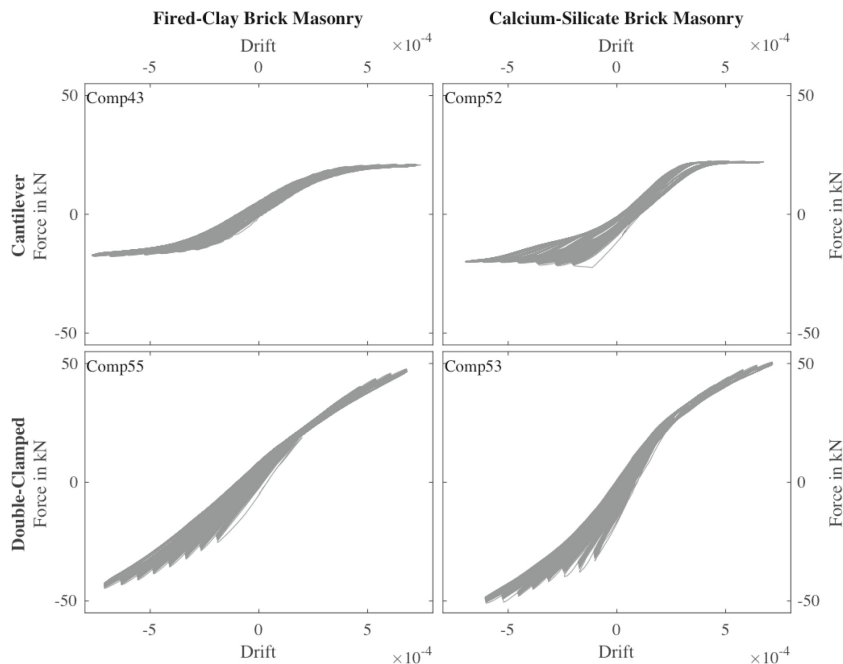 Fired-Clay Brick Masonry
Calcium-Silicate Brick Masonry
Drift
×10⁻⁴
Drift
×10⁻⁴
-5 0 5
-5 0 5
Cantilever
Force in kN
50
0
-50
Comp43
Comp52
50
0
-50
Force in kN
Double-Clamped
Force in kN
50
0
-50
Comp55
Comp53
50
0
-50
Force in kN
-5 0 5
-5 0 5
Drift
×10⁻⁴
Drift
×10⁻⁴